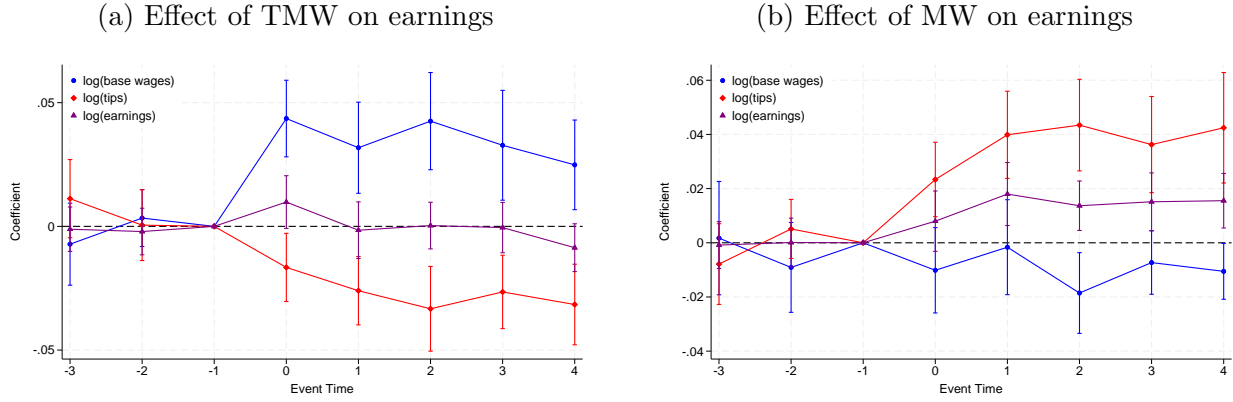 (a) Effect of TMW on earnings
log(base wages)
log(tips)
log(earnings)
.05
0
-.05
Coefficient
-3 -2 -1 0 1 2 3 4
Event Time
(b) Effect of MW on earnings
log(base wages)
log(tips)
log(earnings)
.06
.04
.02
0
-.02
-.04
Coefficient
-3 -2 -1 0 1 2 3 4
Event Time